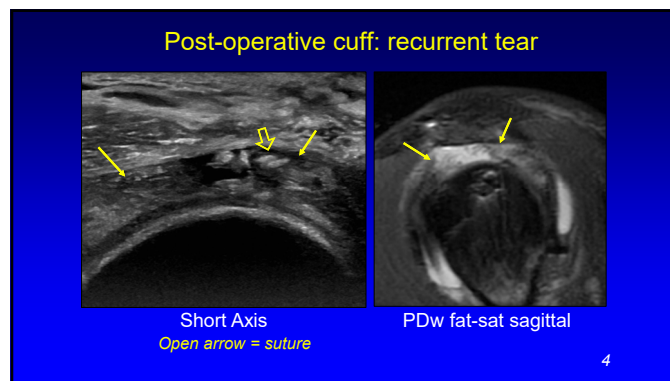 Post-operative cuff: recurrent tear
Short Axis
PDw fat-sat sagittal
Open arrow = suture
4